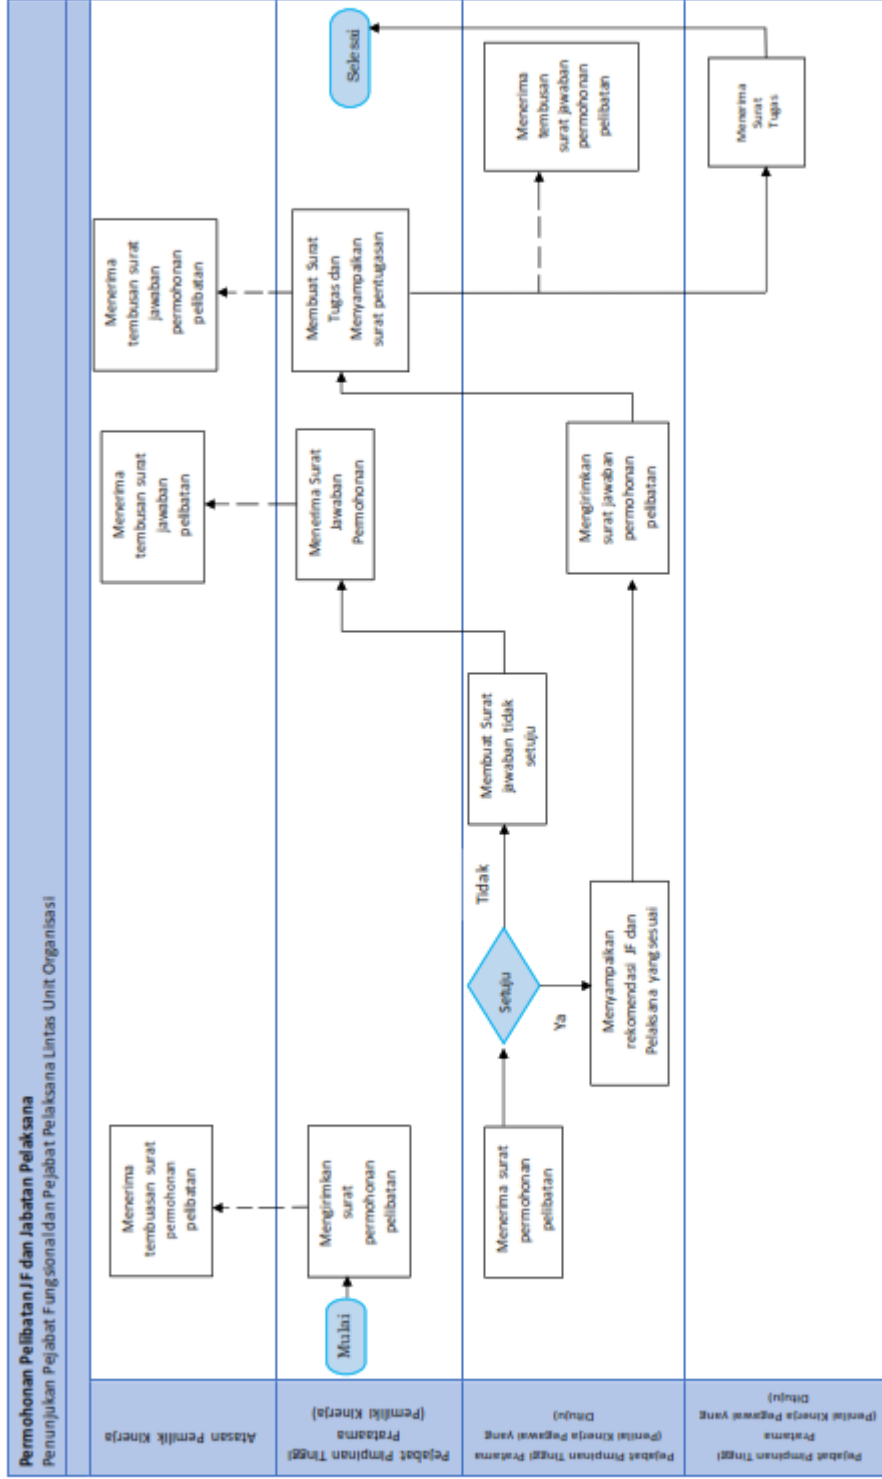 Permohonan Pelibatan JF dan Jabatan Pelaksana
Penunjukan Pejabat Fungsional dan Pejabat Pelaksana Lintas Unit Organisasi
Atasan Pemilik Kinerja
Menerima
tembuasan surat
permohonan
pelibatan
Menerima
tembusan surat
jawaban
pelibatan
Menerima
tembusan surat
jawaban
permohonan
pelibatan
Pejabat Pimpinan Tinggi
Prataama
(Pemiliki Kinerja)
Mulai
Mengirimkan
surat
permohonan
pelibatan
Menerima Surat
Jawaban
Permohonan
Membuat Surat
Tugas dan
Menyampaikan
surat pentugasan
Selesai
Pejabat Pimpinan Tinggi Pratama
(Penilai Kinerja Pegawai yang
Dituju)
Menerima surat
permohonan
pelibatan
Setuju
Tidak
Ya
Membuat Surat
jawaban tidak
setuju
Menyampaikan
rekomendasi JF dan
Pelaksana yang sesuai
Mengirimkan
surat jawaban
permohonan
pelibatan
Menerima
tembusan
surat jawaban
permohonan
pelibatan
Pejabat Pimpinan Tinggi
Pratama
(Penilai Kinerja Pegawai yang
Dituju)
Menerima
Surat
Tugas